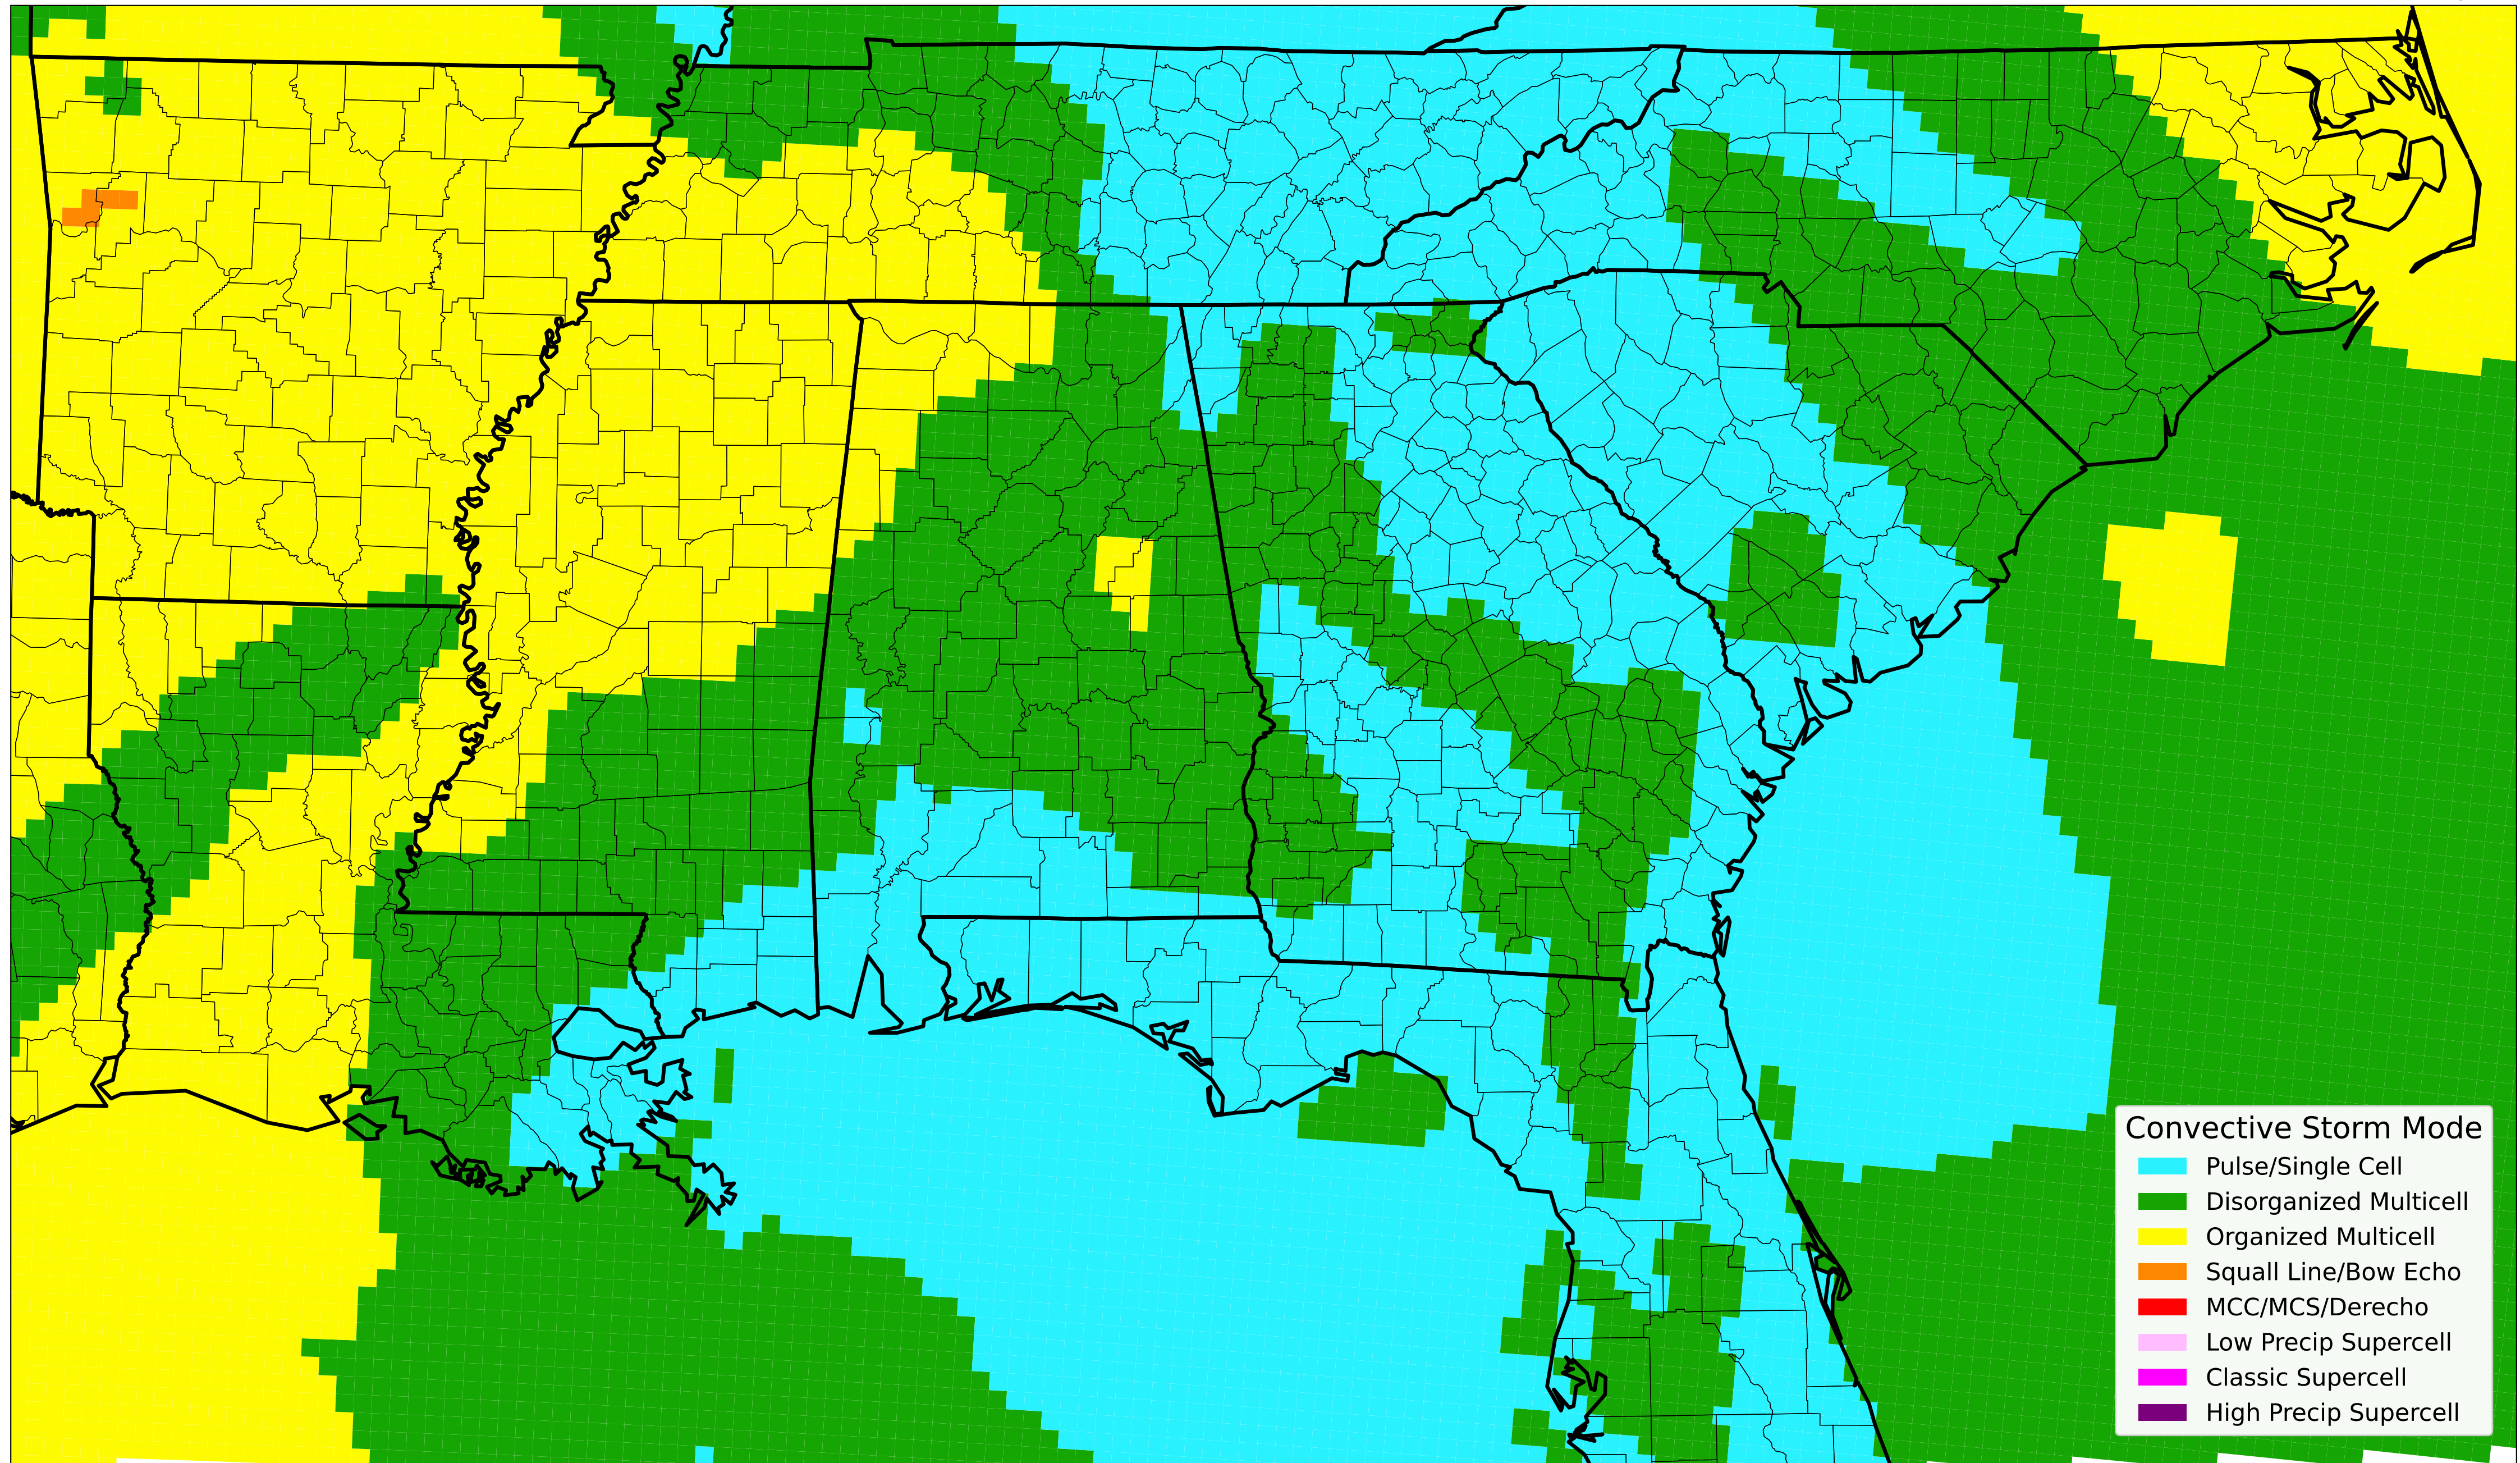 Convective Storm Mode
Pulse/Single Cell
Disorganized Multicell
Organized Multicell
Squall Line/Bow Echo
MCC/MCS/Derecho
Low Precip Supercell
Classic Supercell
High Precip Supercell